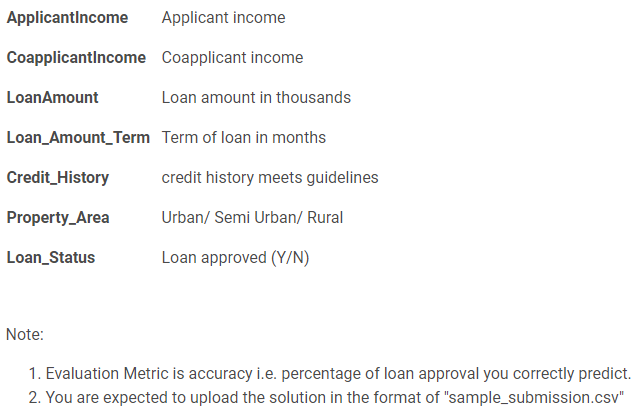 ApplicantIncome Applicant income
CoapplicantIncome Coapplicant income
LoanAmount Loan amount in thousands
Loan_Amount_Term Term of loan in months
Credit_History credit history meets guidelines
Property_Area Urban/ Semi Urban/ Rural
Loan_Status Loan approved (Y/N)
Note:
1. Evaluation Metric is accuracy i.e. percentage of loan approval you correctly predict.
2. You are expected to upload the solution in the format of "sample_submission.csv"